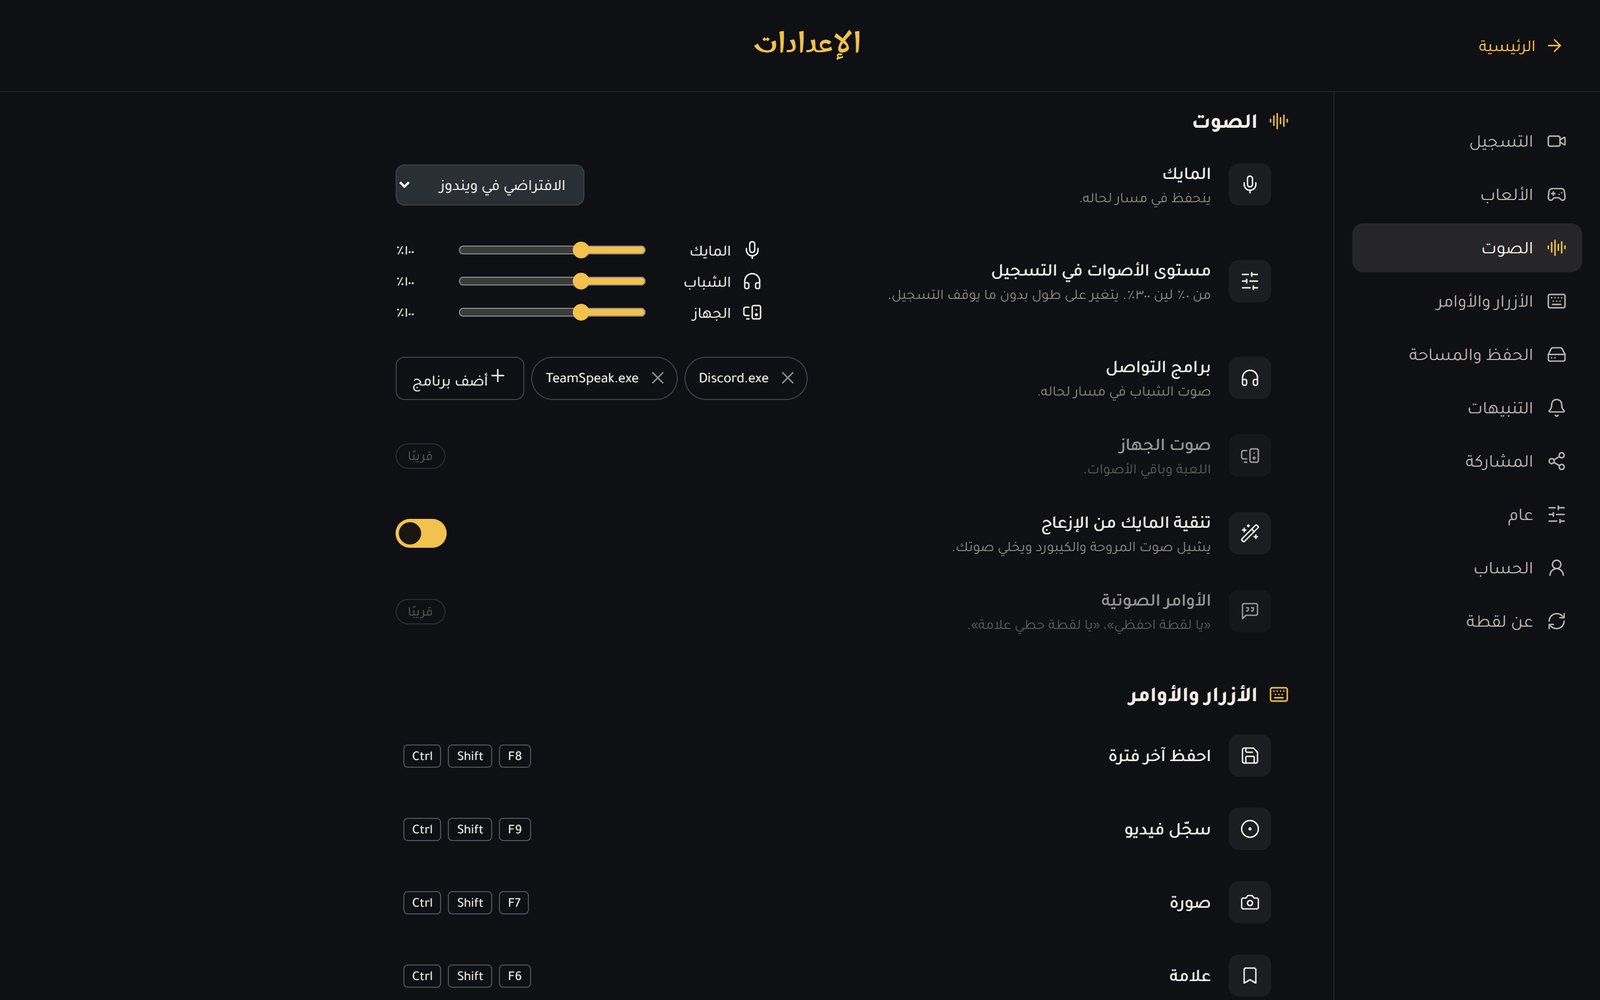 الرئيسية
الإعدادات
التسجيل
الألعاب
الصوت
الأزرار والأوامر
الحفظ والمساحة
التنبيهات
المشاركة
عام
الحساب
عن لقطة
الصوت
المايك
ينحفظ في مسار لحاله.
الافتراضي في ويندوز
مستوى الأصوات في التسجيل
من ٠٪ لين ٣٠٠٪. يتغير على طول بدون ما يوقف التسجيل.
المايك ١٠٠٪
الشباب ١٠٠٪
الجهاز ١٠٠٪
برامج التواصل
صوت الشباب في مسار لحاله.
Discord.exe
TeamSpeak.exe
أضف برنامج
صوت الجهاز
اللعبة وباقي الأصوات.
قريبًا
تنقية المايك من الإزعاج
يشيل صوت المروحة والكيبورد ويخلي صوتك.
الأوامر الصوتية
«يا لقطة احفظي»، «يا لقطة حطي علامة».
قريبًا
الأزرار والأوامر
احفظ آخر فترة
Ctrl Shift F8
سجّل فيديو
Ctrl Shift F9
صورة
Ctrl Shift F7
علامة
Ctrl Shift F6